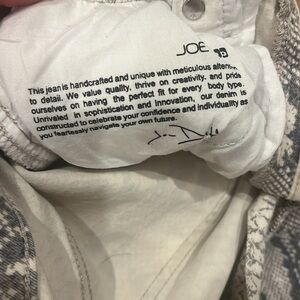 JOE'S
This jean is handcrafted and unique with meticulous attention
to detail. We value quality, thrive on creativity, and pride
ourselves on having the perfect fit for every body type.
Unrivaled in sophistication and innovation, our denim is
constructed to celebrate your confidence and individuality as
you fearlessly navigate your own future.